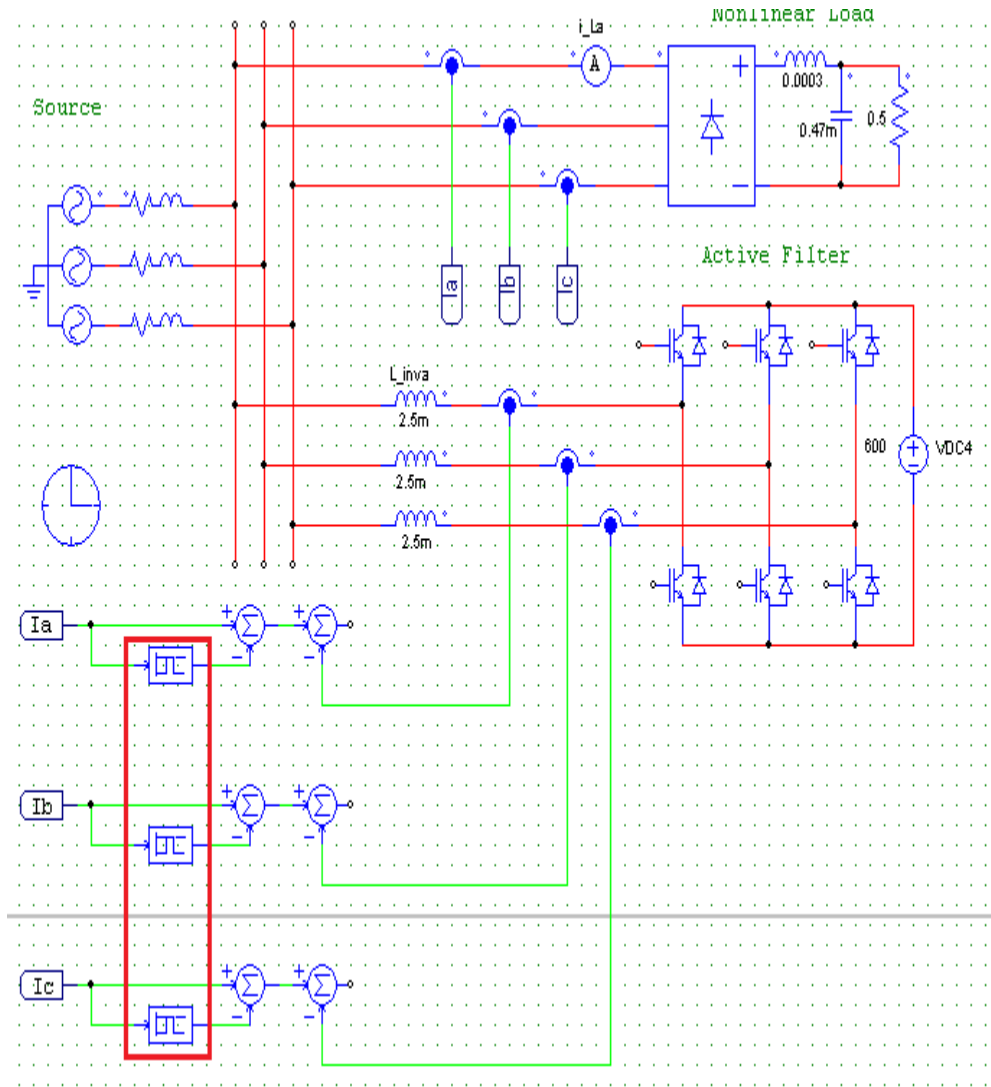 Nonlinear Load
i_La
A
0.0003
0.47m
0.5
Source
Active Filter
Ia
Ib
Ic
L_inva
2.5m
2.5m
2.5m
600
VDC4
Ia
Ib
Ic